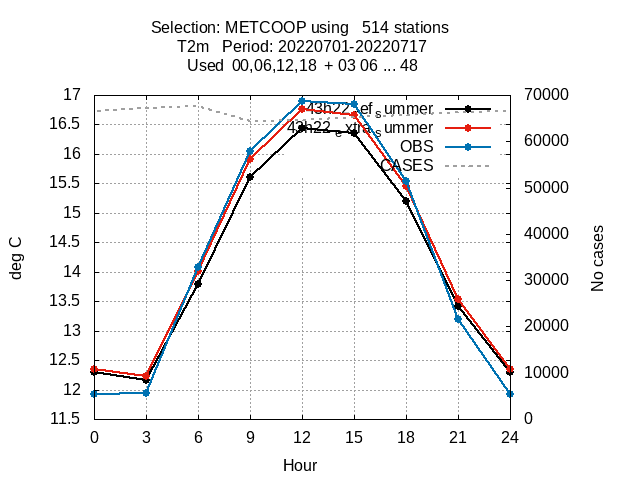 Selection: METCOOP using 514 stations
T2m Period: 20220701-20220717
Used 00,06,12,18 + 03 06 ... 48
17
16.5
16
15.5
15
14.5
14
13.5
13
12.5
12
11.5
deg C
70000
60000
50000
40000
30000
20000
10000
0
No cases
summer
summer
OBS
CASES
0 3 6 9 12 15 18 21 24
Hour